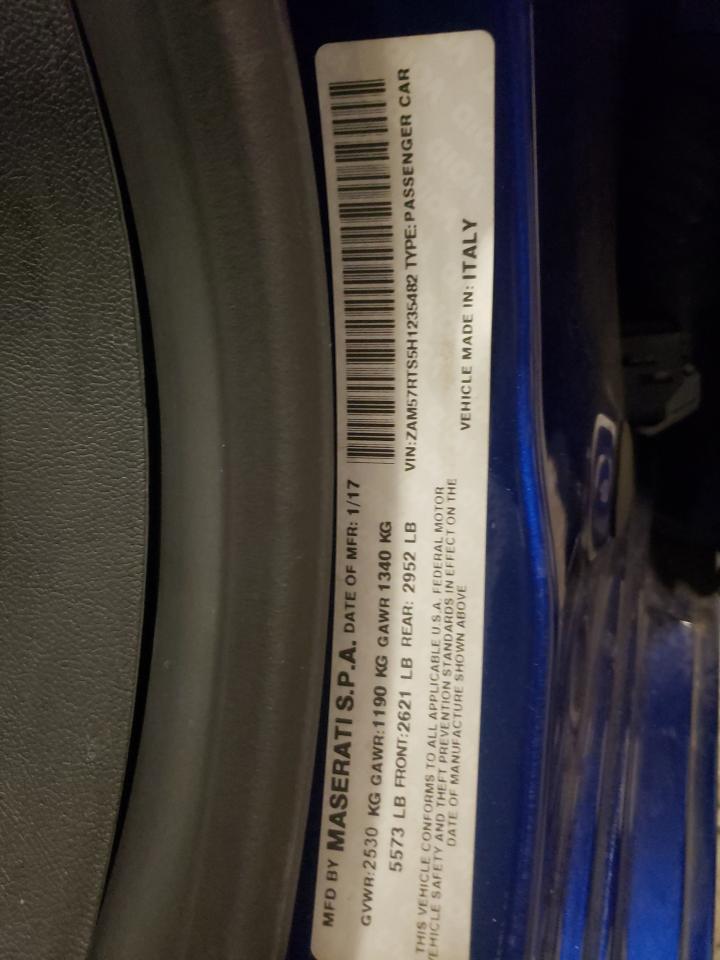 MFD BY MASERATI S.P.A. DATE OF MFR: 1/17
GVWR:2530 KG GAWR:1190 KG GAWR 1340 KG
5573 LB FRONT:2621 LB REAR: 2952 LB
VIN:ZAM57RTS5H1235482 TYPE:PASSENGER CAR
THIS VEHICLE CONFORMS TO ALL APPLICABLE U.S.A. FEDERAL MOTOR
VEHICLE SAFETY AND THEFT PREVENTION STANDARDS IN EFFECT ON THE
DATE OF MANUFACTURE SHOWN ABOVE
VEHICLE MADE IN: ITALY